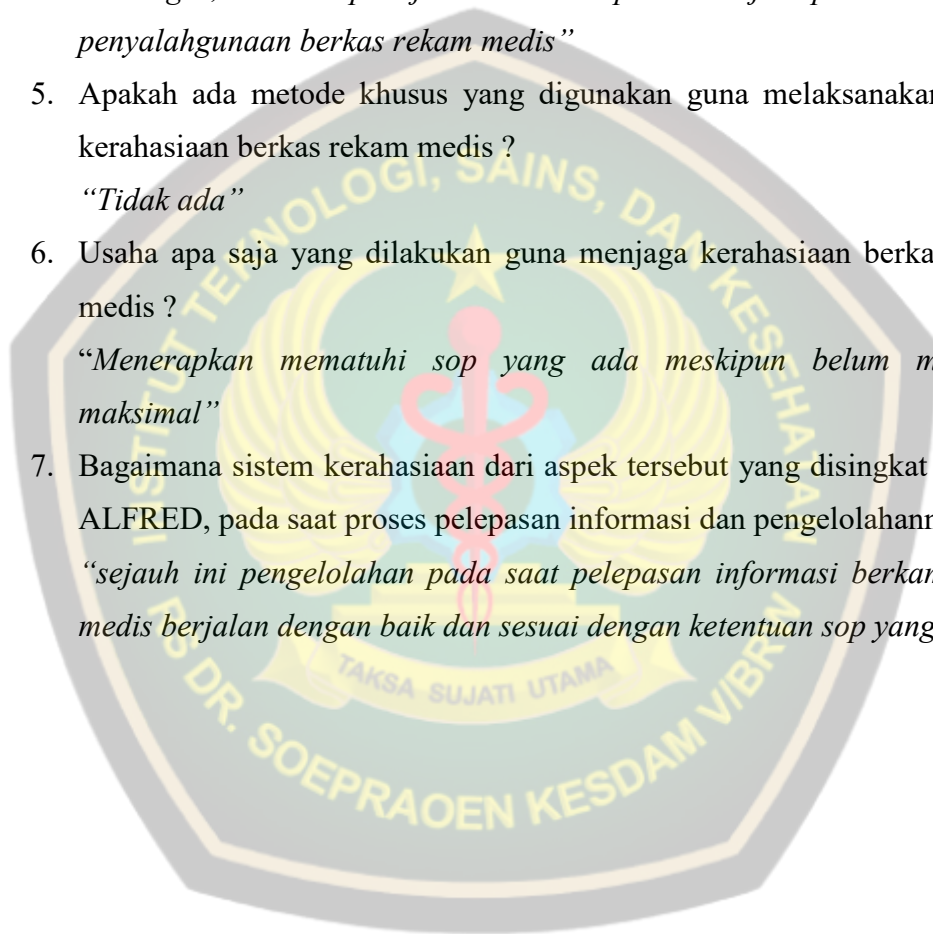 penyalahgunaan berkas rekam medis”
5. Apakah ada metode khusus yang digunakan guna melaksanakan
kerahasiaan berkas rekam medis ?
“Tidak ada”
6. Usaha apa saja yang dilakukan guna menjaga kerahasiaan
medis ?
“Menerapkan mematuhi sop yang ada meskipun belum
maksimal”
7. Bagaimana sistem kerahasiaan dari aspek tersebut yang disingkat
ALFRED, pada saat proses pelepasan informasi dan
“sejauh ini pengelolahan pada saat pelepasan informasi
medis berjalan dengan baik dan sesuai dengan ketentuan sop yang
INSTITUT TEKNOLOGI, SAINS, DAN KESEHATAN
TAKSA SUJATI UTAMA
RS DR. SOEPRAOEN KESDAM V/BRW